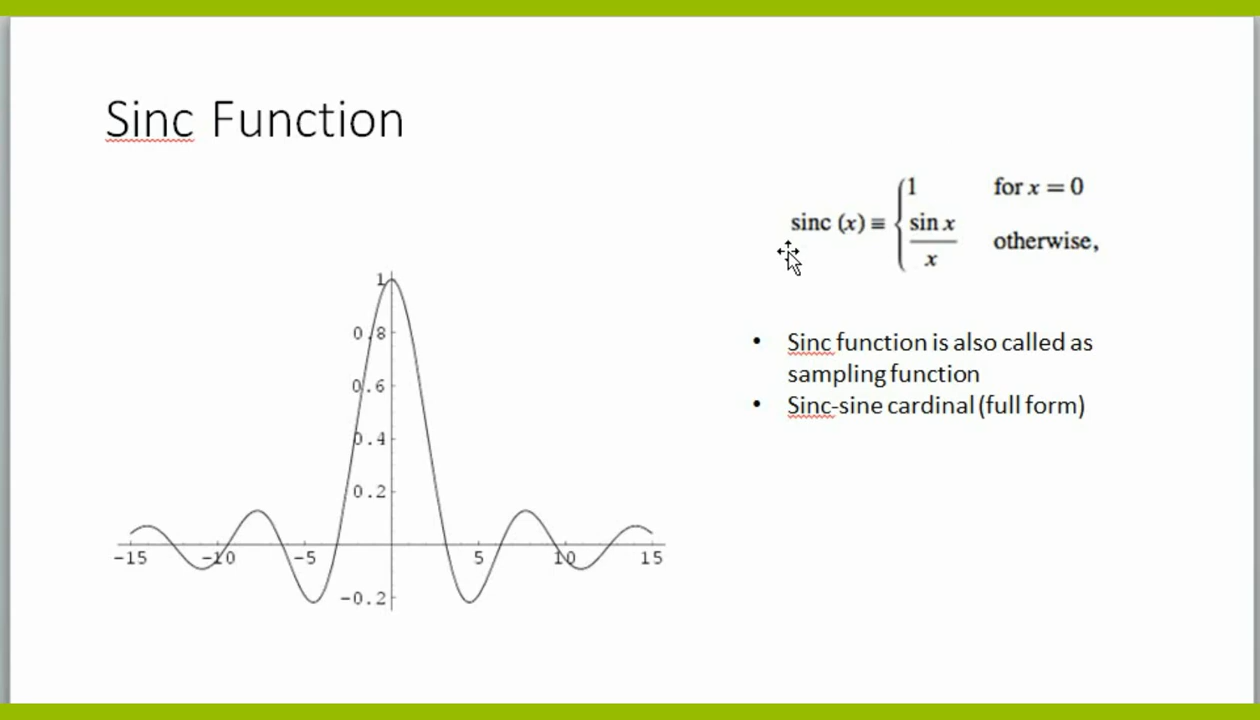 Sinc Function
sinc (x) ≡ { 1 for x = 0
sin x / x otherwise,
Sinc function is also called as
sampling function
Sinc-sine cardinal(full form)
1
0.8
0.6
0.4
0.2
-15 -10 -5 5 10 15
-0.2